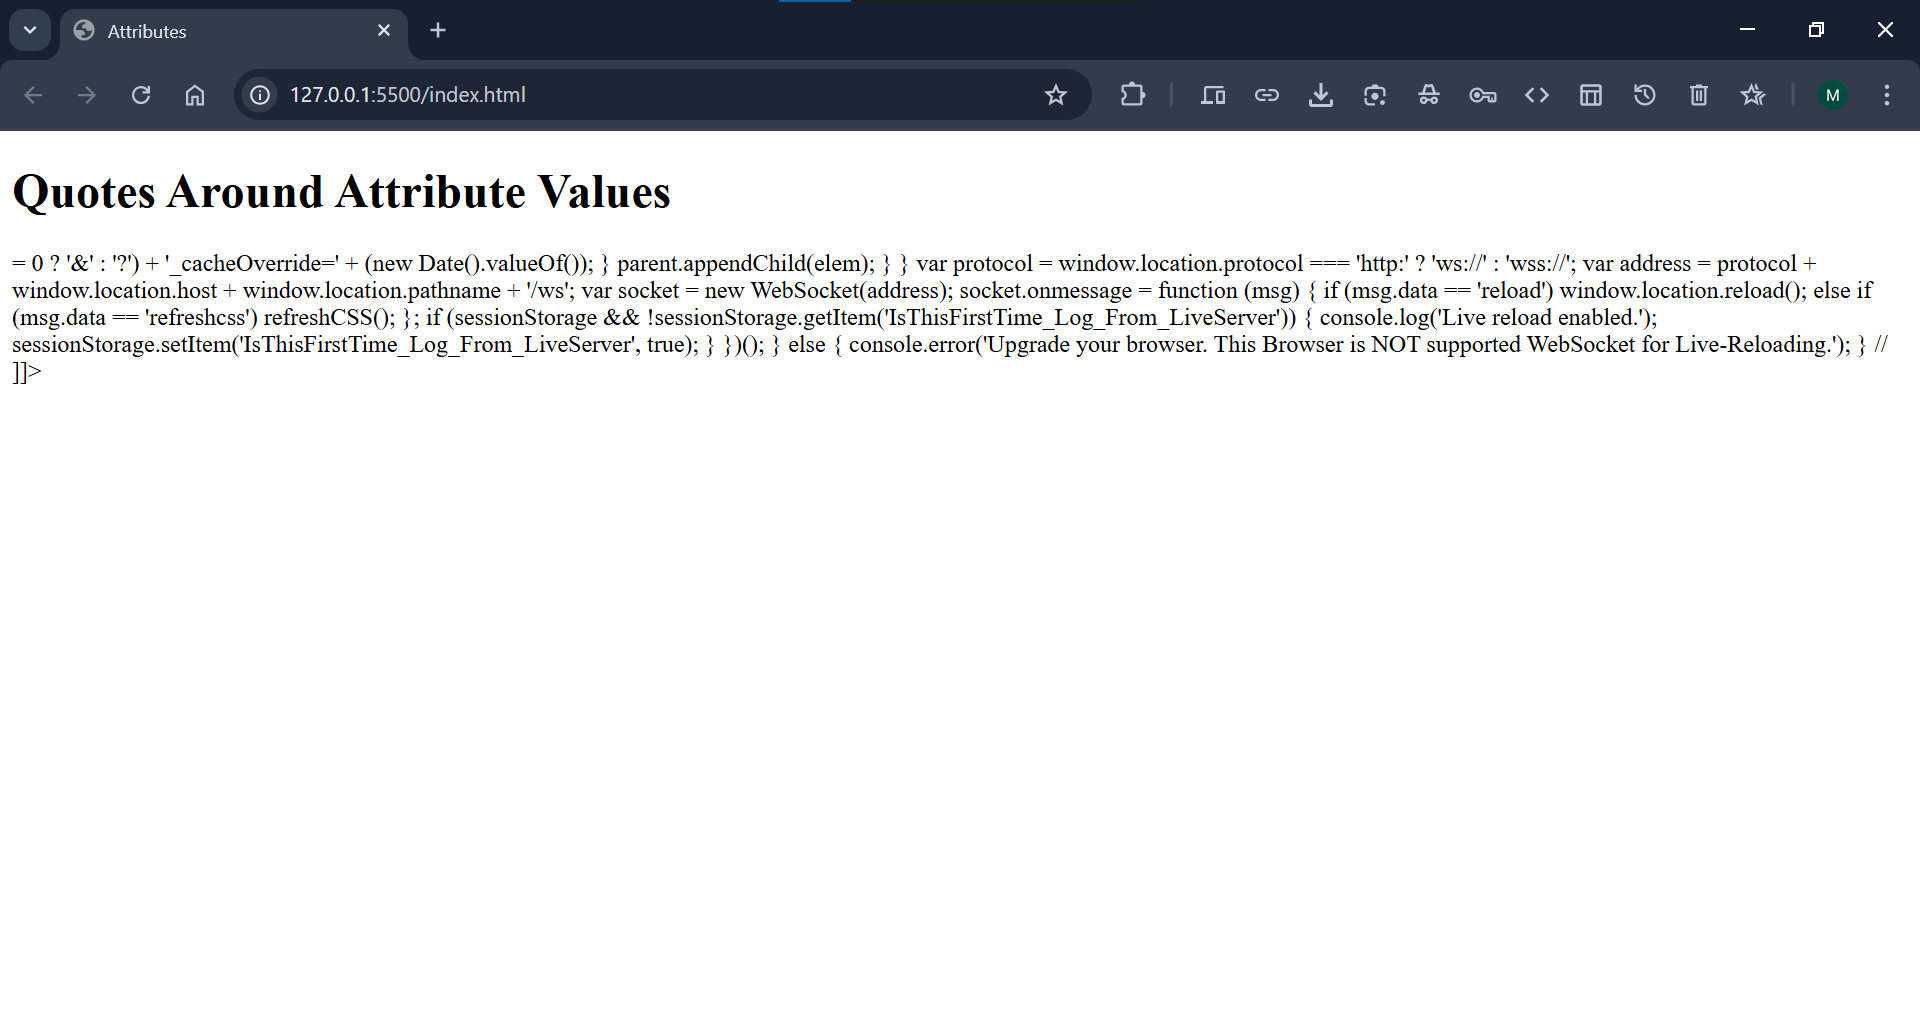 Attributes
127.0.0.1:5500/index.html
M
Quotes Around Attribute Values
= 0 ? '&' : '?') + '_cacheOverride=' + (new Date().valueOf()); } parent.appendChild(elem); } } var protocol = window.location.protocol === 'http:' ? 'ws://' : 'wss://'; var address = protocol +
window.location.host + window.location.pathname + '/ws'; var socket = new WebSocket(address); socket.onmessage = function (msg) { if (msg.data == 'reload') window.location.reload(); else if
(msg.data == 'refreshcss') refreshCSS(); }; if (sessionStorage && !sessionStorage.getItem('IsThisFirstTime_Log_From_LiveServer')) { console.log('Live reload enabled.');
sessionStorage.setItem('IsThisFirstTime_Log_From_LiveServer', true); } })(); } else { console.error('Upgrade your browser. This Browser is NOT supported WebSocket for Live-Reloading.'); } //
]]>